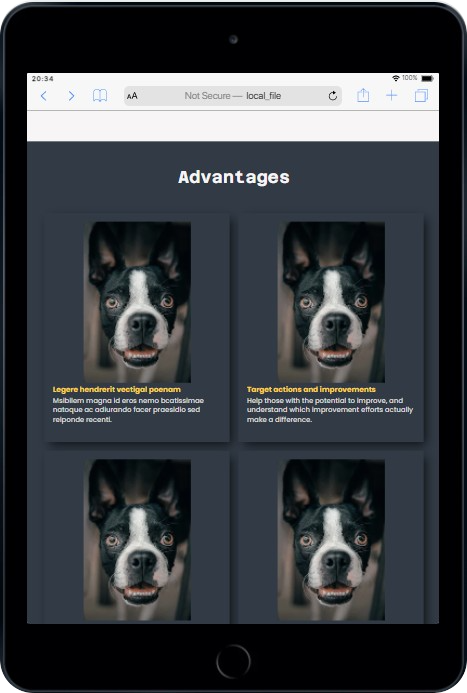 20:34
100%
AA
Not Secure — local_file
Advantages
Legere hendrerit vectigal poenam
Msibilem magna id eros nemo bcatissimae
natoque ac adiurando facer praesidio sed
reiponde recenti.
Target actions and improvements
Help those with the potential to improve, and
understand which improvement efforts actually
make a difference.